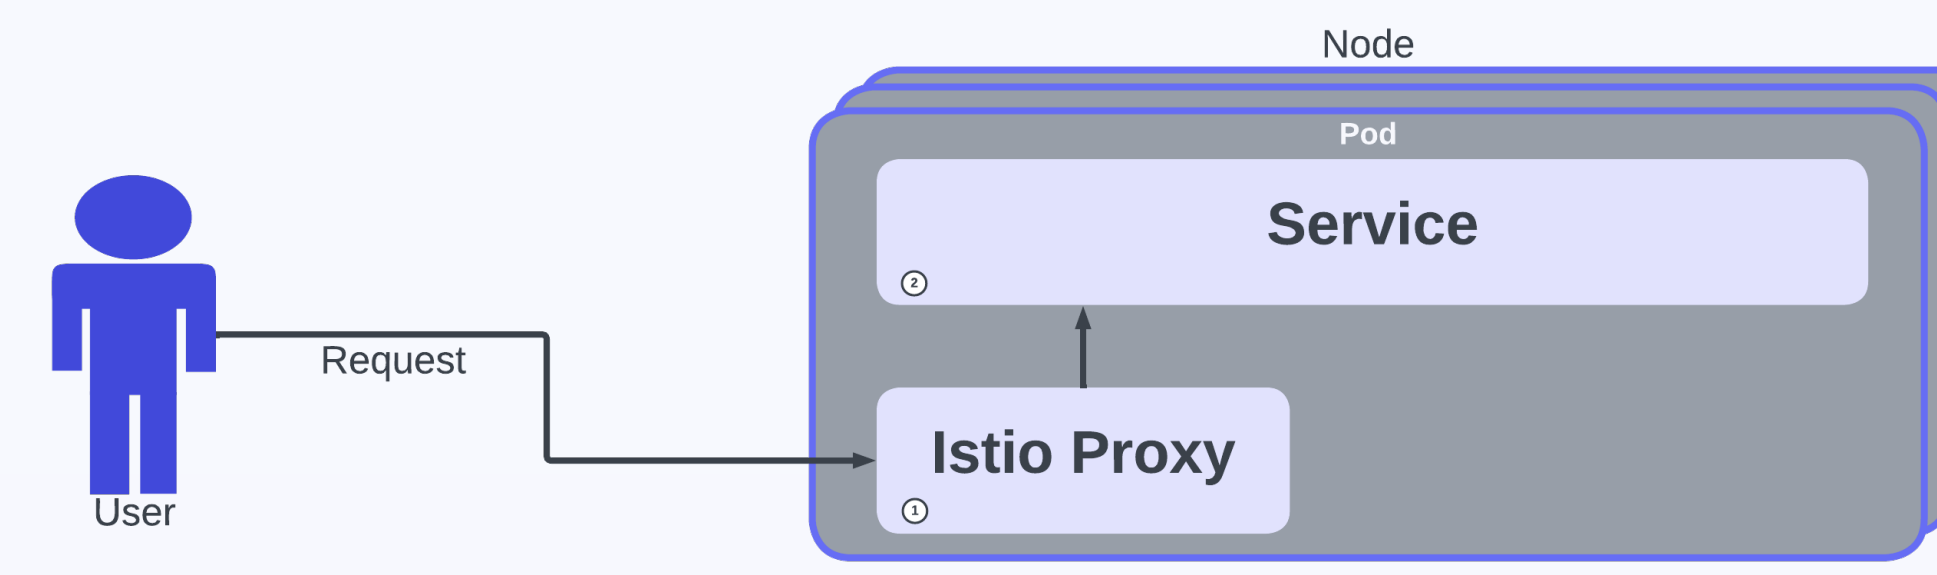 Node
Pod
Service
2
Request
Istio Proxy
1
User